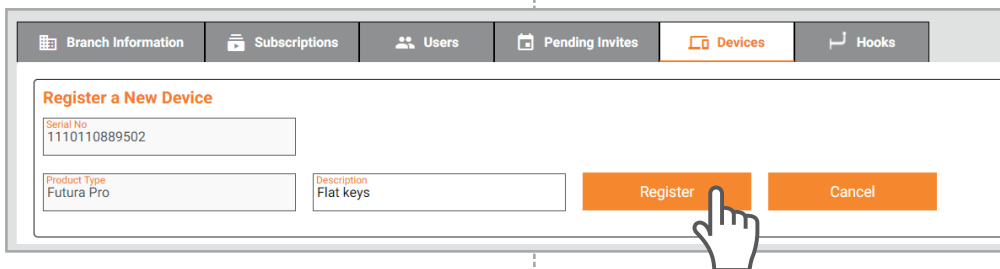 Branch Information Subscriptions Users Pending Invites Devices Hooks
Register a New Device
Serial No
1110110889502
Product Type Description
Futura Pro Flat keys Register Cancel